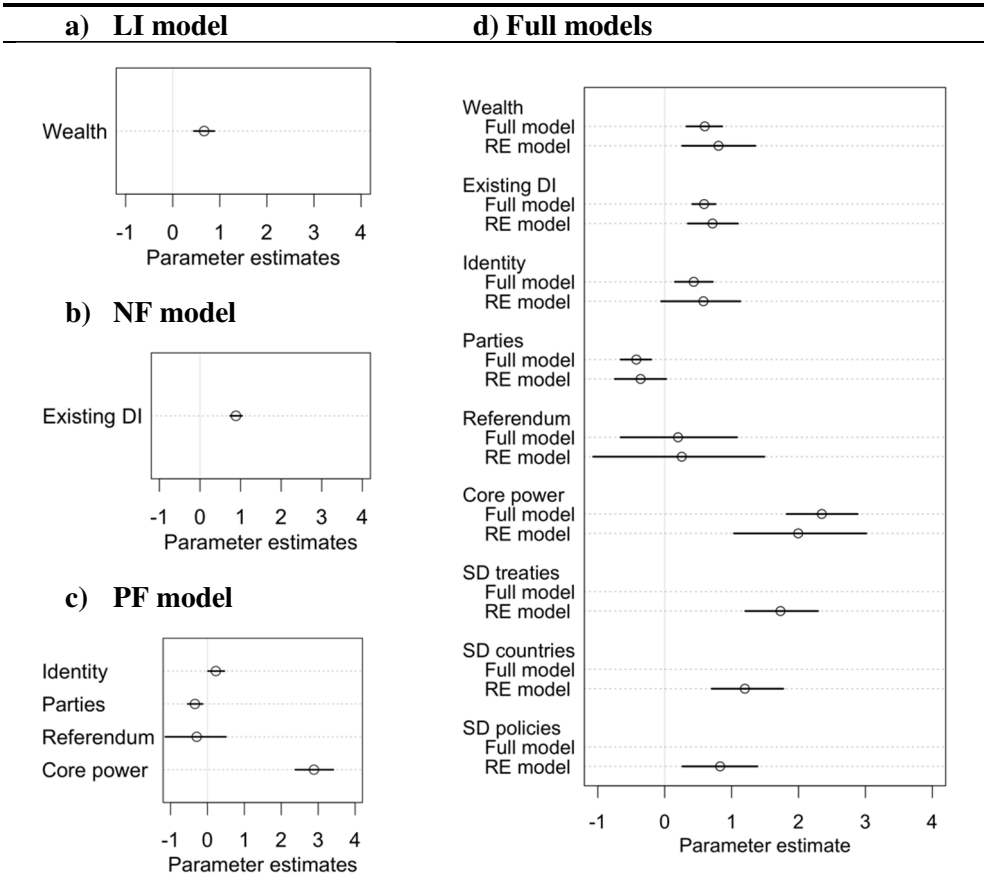 a) LI model
d) Full models
Wealth
-1 0 1 2 3 4
Parameter estimates
b) NF model
Existing DI
-1 0 1 2 3 4
Parameter estimates
c) PF model
Identity
Parties
Referendum
Core power
-1 0 1 2 3 4
Parameter estimates
Wealth
Full model
RE model
Existing DI
Full model
RE model
Identity
Full model
RE model
Parties
Full model
RE model
Referendum
Full model
RE model
Core power
Full model
RE model
SD treaties
Full model
RE model
SD countries
Full model
RE model
SD policies
Full model
RE model
-1 0 1 2 3 4
Parameter estimate